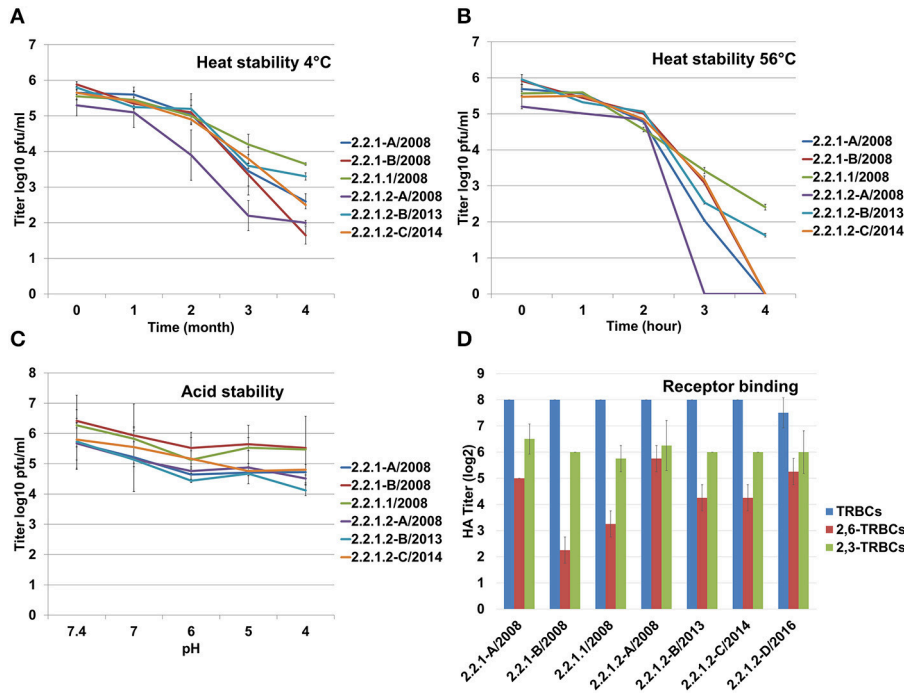 A
Heat stability 4°C
Titer log10 pfu/ml
7
6
5
4
3
2
1
0
0 1 2 3 4
Time (month)
2.2.1-A/2008
2.2.1-B/2008
2.2.1.1/2008
2.2.1.2-A/2008
2.2.1.2-B/2013
2.2.1.2-C/2014
B
Heat stability 56°C
Titer log10 pfu/ml
7
6
5
4
3
2
1
0
0 1 2 3 4
Time (hour)
2.2.1-A/2008
2.2.1-B/2008
2.2.1.1/2008
2.2.1.2-A/2008
2.2.1.2-B/2013
2.2.1.2-C/2014
C
Acid stability
Titer log10 pfu/ml
8
7
6
5
4
3
2
1
0
7.4 7 6 5 4
pH
2.2.1-A/2008
2.2.1-B/2008
2.2.1.1/2008
2.2.1.2-A/2008
2.2.1.2-B/2013
2.2.1.2-C/2014
D
Receptor binding
HA Titer (log2)
9
8
7
6
5
4
3
2
1
0
2.2.1-A/2008
2.2.1-B/2008
2.2.1.1/2008
2.2.1.2-A/2008
2.2.1.2-B/2013
2.2.1.2-C/2014
2.2.1.2-D/2016
TRBCs
2,6-TRBCs
2,3-TRBCs